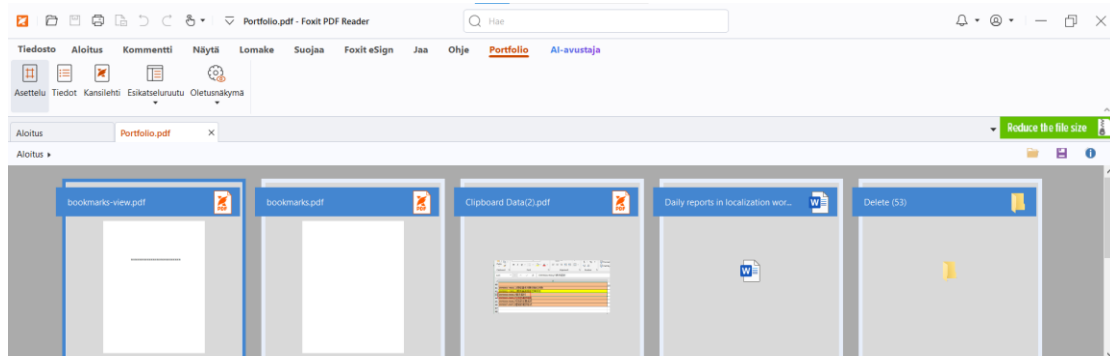 Portfolio.pdf - Foxit PDF Reader
Hae
Tiedosto Aloitus Kommentti Näytä Lomake Suojaa Foxit eSign Jaa Ohje Portfolio AI-avustaja
Asettelu Tiedot Kansilehti Esikatseluruutu Oletusnäkymä
Aloitus Portfolio.pdf Reduce the file size
Aloitus
bookmarks-view.pdf bookmarks.pdf Clipboard Data(2).pdf Daily reports in localization wor... Delete (53)